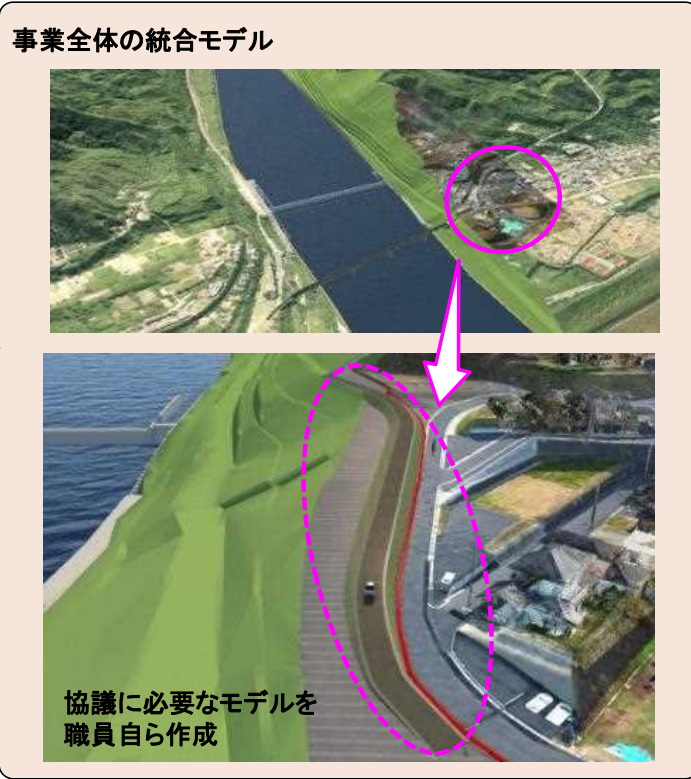 事業全体の統合モデル
協議に必要なモデルを
職員自ら作成